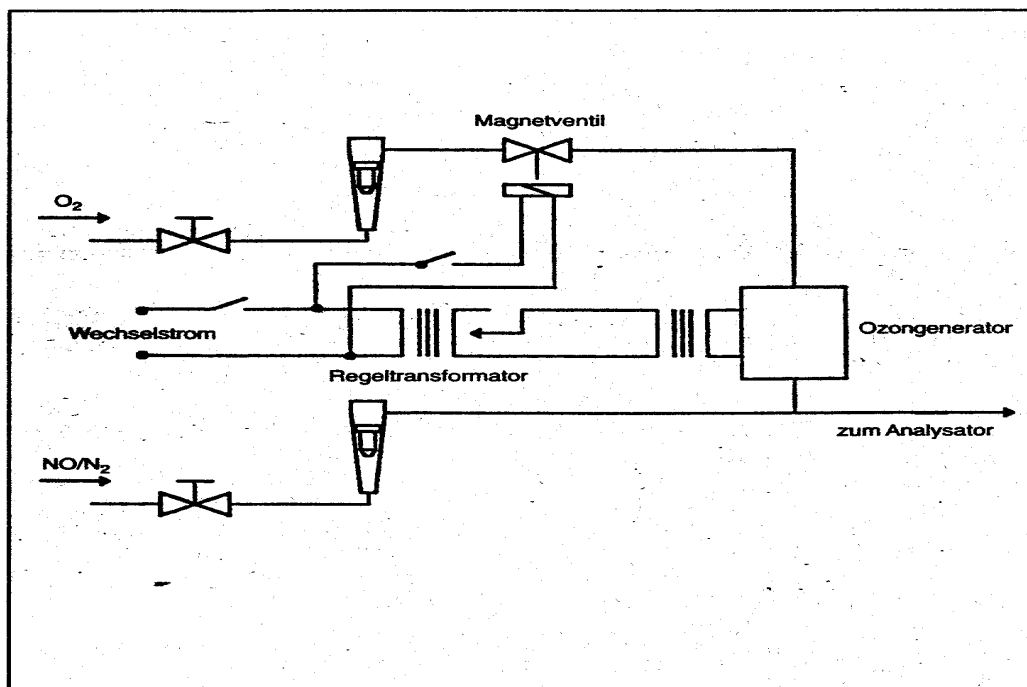 Magnetventil
O₂
Wechselstrom
Ozongenerator
Regeltransformator
zum Analysator
NO/N₂